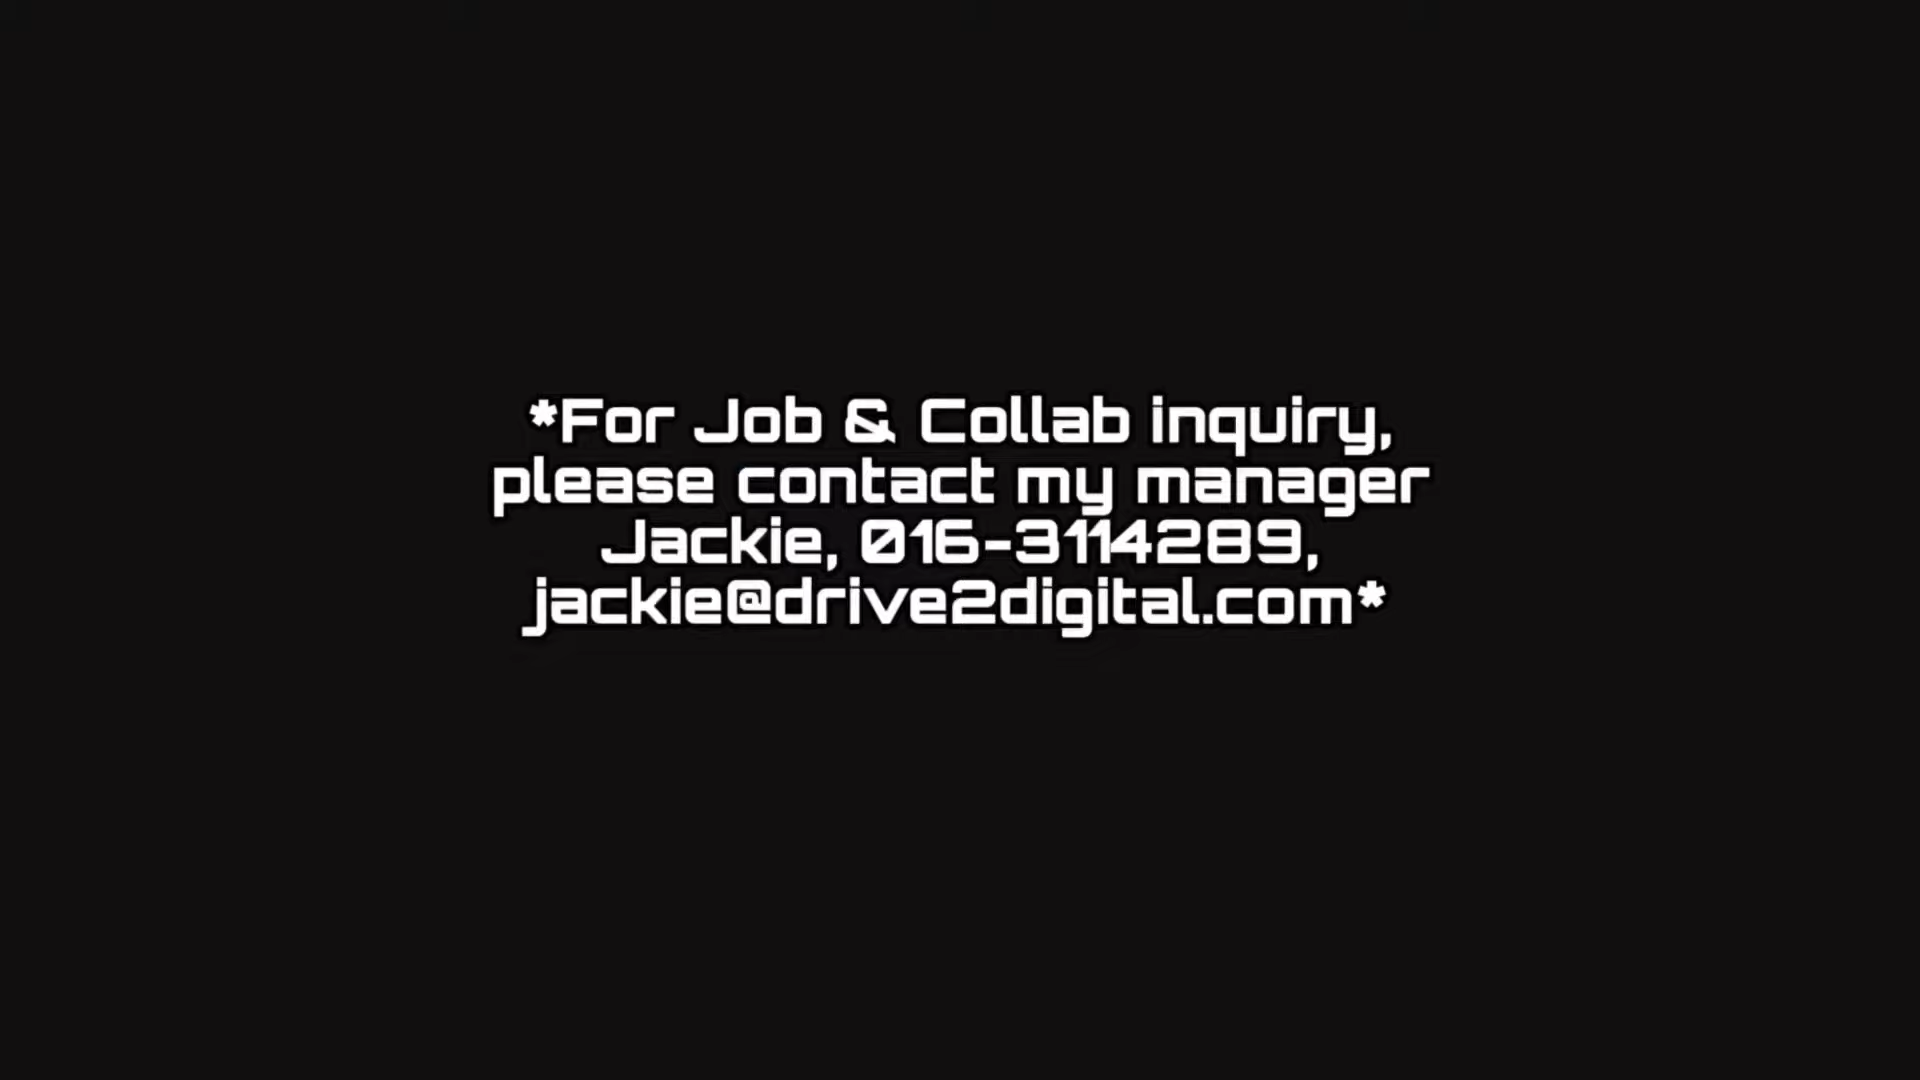 *For Job & Collab inquiry,
please contact my manager
Jackie, 016-3114289,
jackie@drive2digital.com*